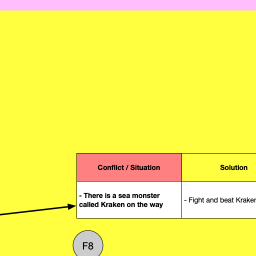 Conflict / Situation
Solution
- There is a sea monster
called Kraken on the way
- Fight and beat Kraken
F8